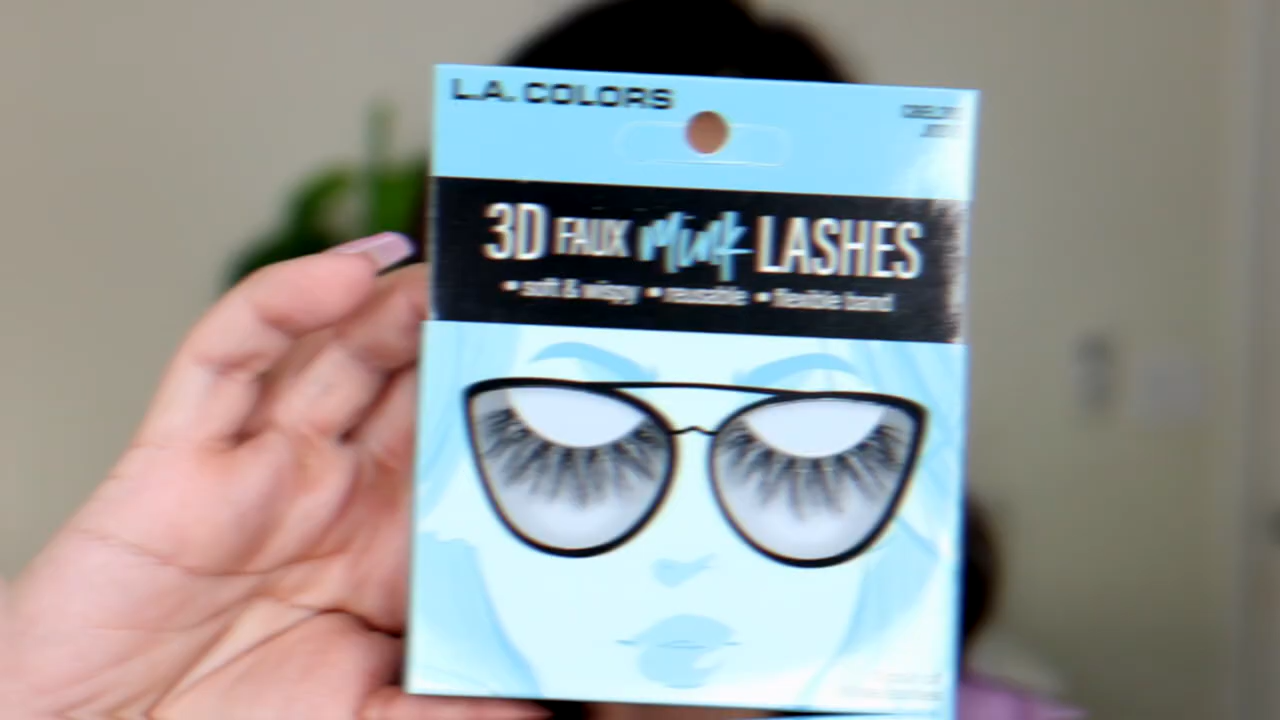 L.A. COLORS
3D FAUX Mink LASHES
• soft & wispy • reusable • flexible band